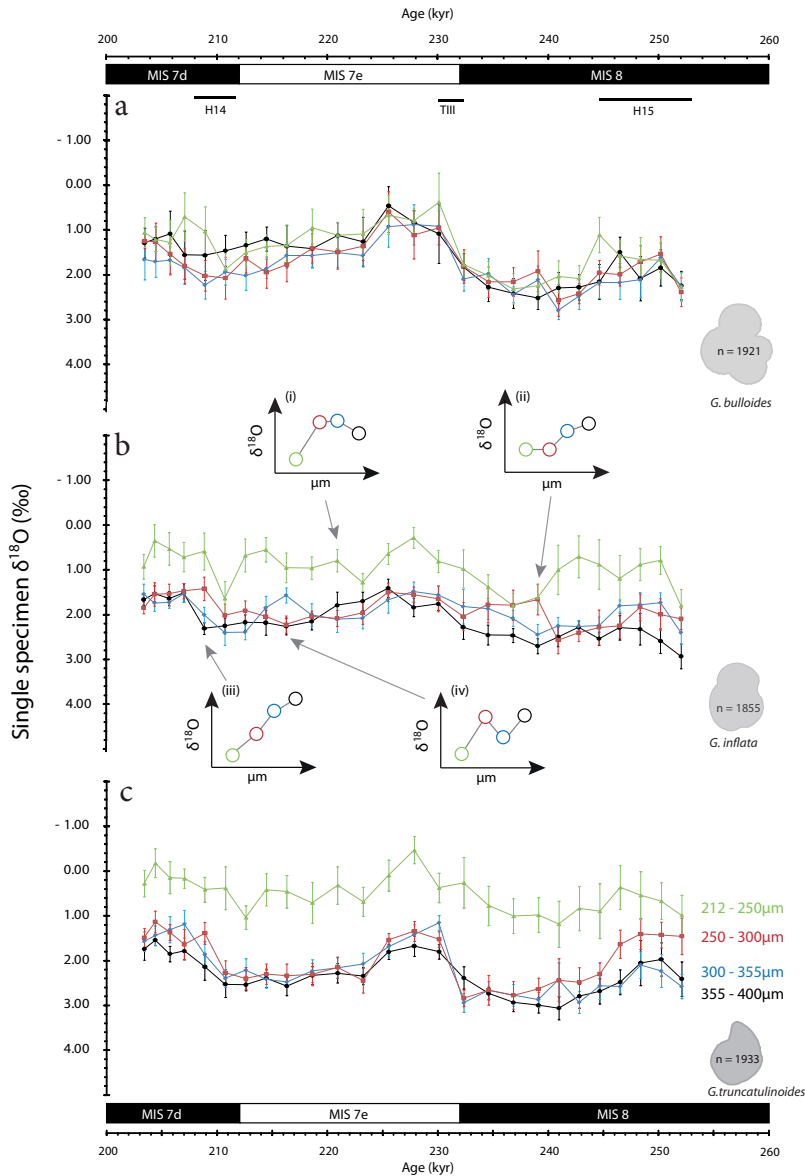 Age (kyr)
200 210 220 230 240 250 260
MIS 7d MIS 7e MIS 8
a
H14 TIII H15
- 1.00
0.00
1.00
2.00
3.00
4.00
n = 1921
G. bulloides
b
(i)
δ18O
µm
(ii)
δ18O
µm
- 1.00
0.00
1.00
2.00
3.00
4.00
Single specimen δ18O (‰)
(iii)
δ18O
µm
(iv)
δ18O
µm
n = 1855
G. inflata
c
- 1.00
0.00
1.00
2.00
3.00
4.00
212 - 250µm
250 - 300µm
300 - 355µm
355 - 400µm
n = 1933
G.truncatulinoides
MIS 7d MIS 7e MIS 8
200 210 220 230 240 250 260
Age (kyr)